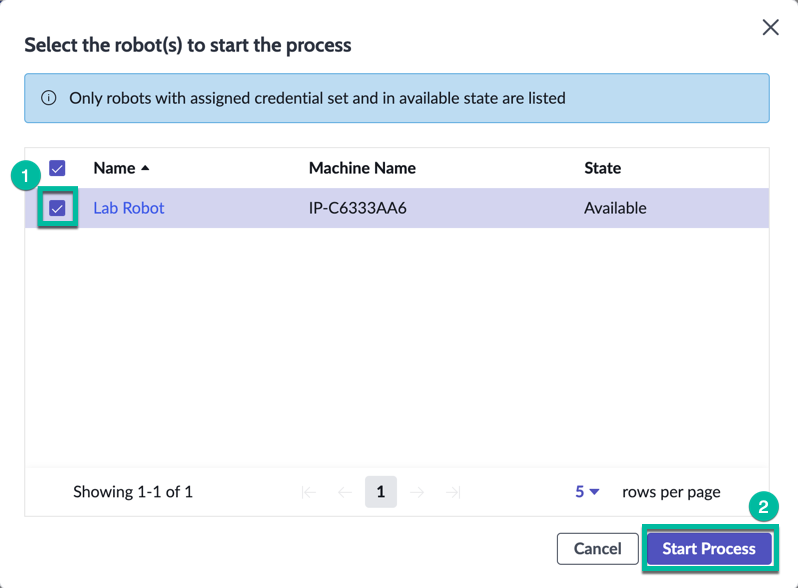 Select the robot(s) to start the process
Only robots with assigned credential set and in available state are listed
1
Name Machine Name State
Lab Robot IP-C6333AA6 Available
Showing 1-1 of 1 1 5 rows per page
2
Cancel Start Process